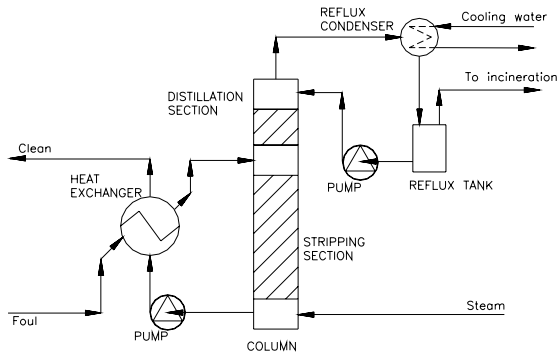 REFLUX
CONDENSER
Cooling water
To incineration
DISTILLATION
SECTION
Clean
HEAT
EXCHANGER
PUMP
REFLUX TANK
STRIPPING
SECTION
Steam
Foul
PUMP
COLUMN